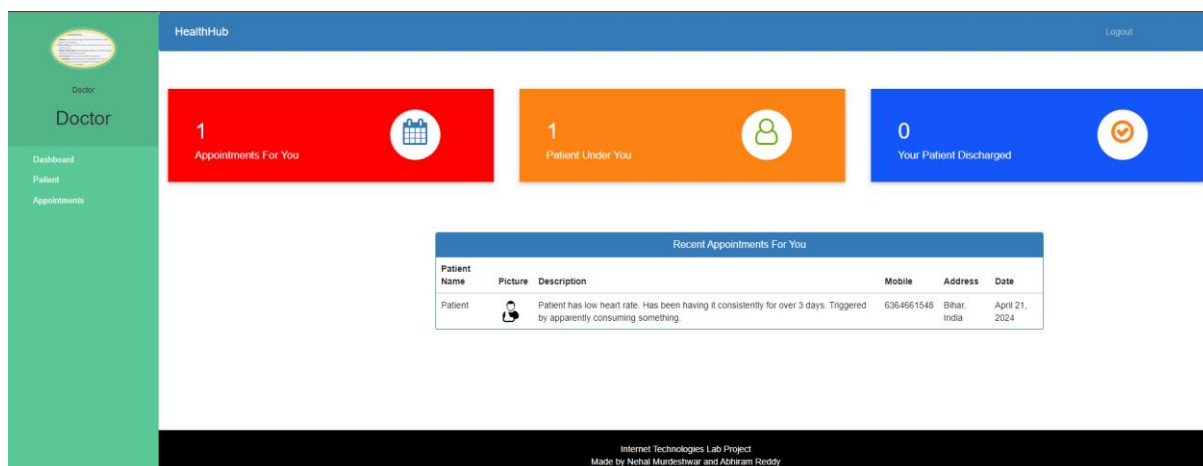 HealthHub
Logout
Doctor
Doctor
Dashboard
Patient
Appointments
1
Appointments For You
1
Patient Under You
0
Your Patient Discharged
Recent Appointments For You
Patient Name Picture Description Mobile Address Date
Patient Patient has low heart rate. Has been having it consistently for over 3 days. Triggered 6364661548 Bihar, April 21,
by apparently consuming something. India 2024
Internet Technologies Lab Project
Made by Nehal Murdeshwar and Abhiram Reddy